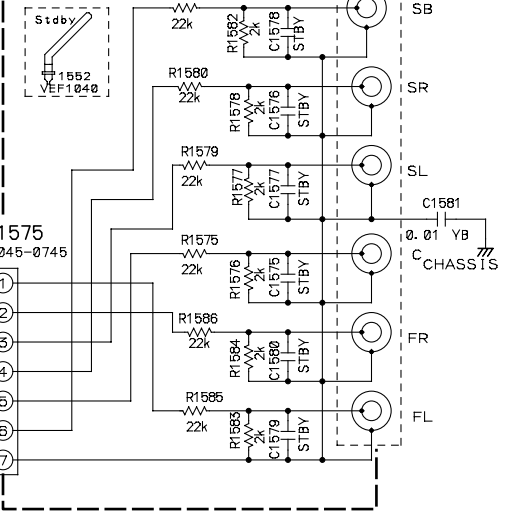 SB
22k
R1582
2k
C1578
STBY
Stdby
1552
VEF1040
R1580
22k
R1578
2k
C1576
STBY
SR
R1579
22k
R1577
2k
C1577
STBY
SL
C1581
0.01 YB
CHASSIS
1575
045-0745
R1575
22k
R1576
2k
C1575
STBY
C
1
2
R1586
22k
R1584
2k
C1580
STBY
FR
3
4
5
R1585
22k
R1583
2k
C1579
STBY
FL
6
7